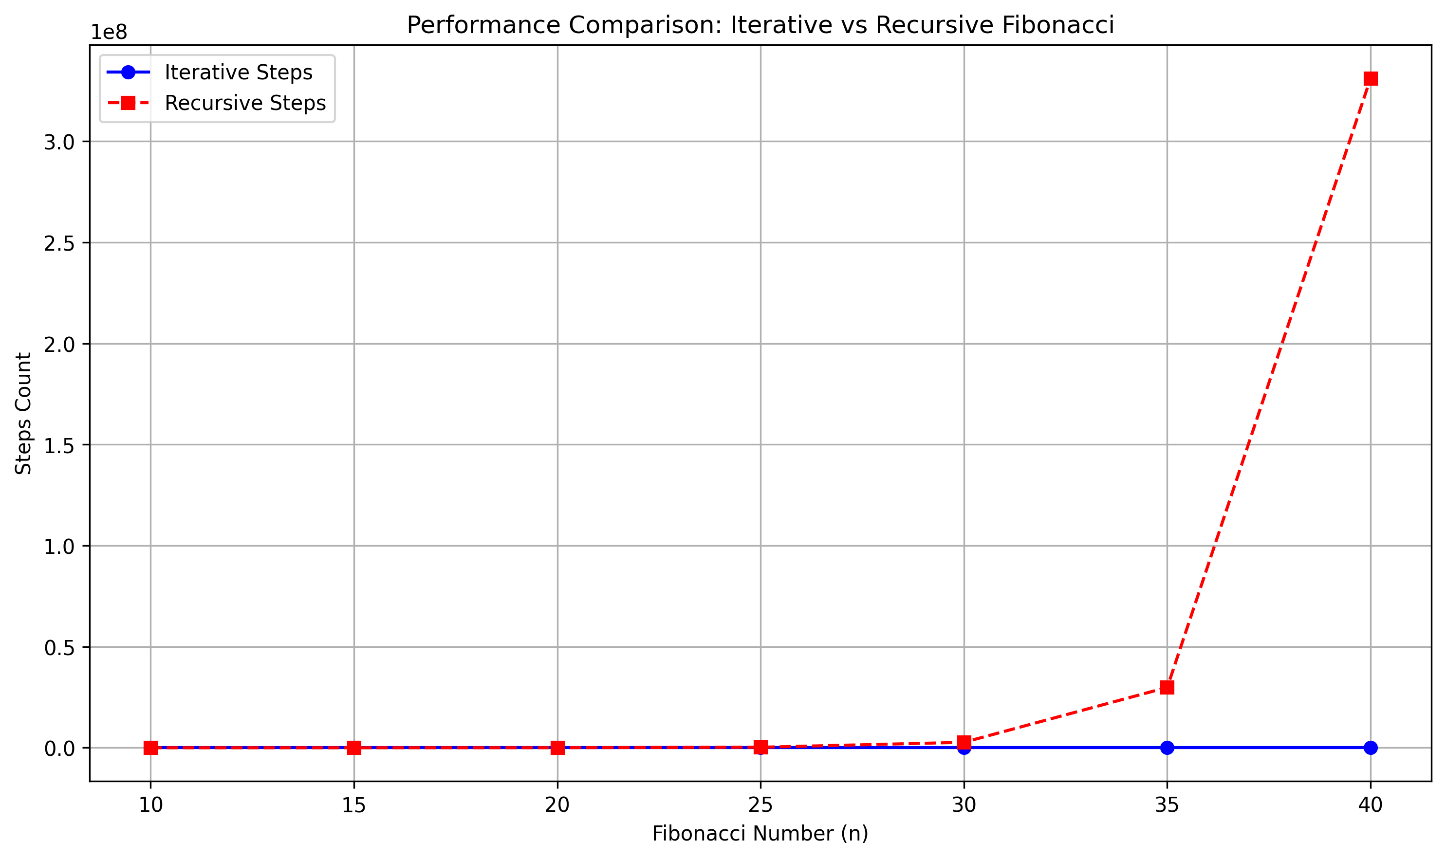 Performance Comparison: Iterative vs Recursive Fibonacci
1e8
Iterative Steps
Recursive Steps
3.0
2.5
2.0
1.5
1.0
0.5
0.0
Steps Count
10 15 20 25 30 35 40
Fibonacci Number (n)